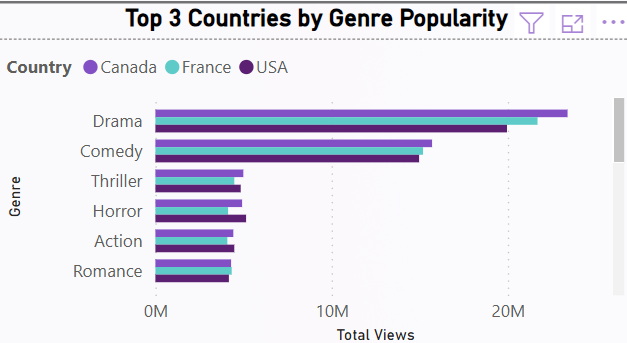 Top 3 Countries by Genre Popularity
Country Canada France USA
Genre
Drama
Comedy
Thriller
Horror
Action
Romance
0M 10M 20M
Total Views